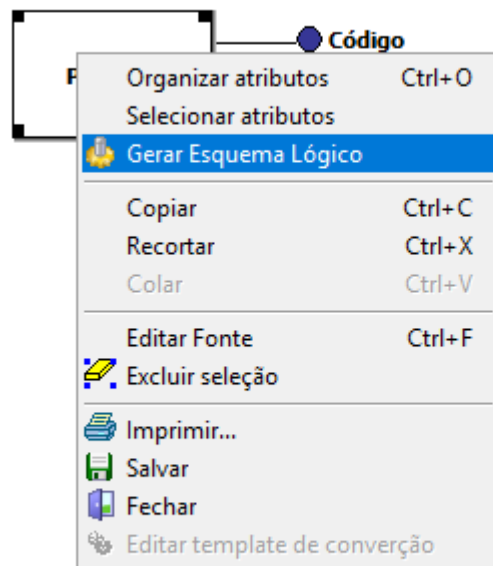 Código
P
Organizar atributos Ctrl+O
Selecionar atributos
Gerar Esquema Lógico
Copiar Ctrl+C
Recortar Ctrl+X
Colar Ctrl+V
Editar Fonte Ctrl+F
Excluir seleção
Imprimir...
Salvar
Fechar
Editar template de converção